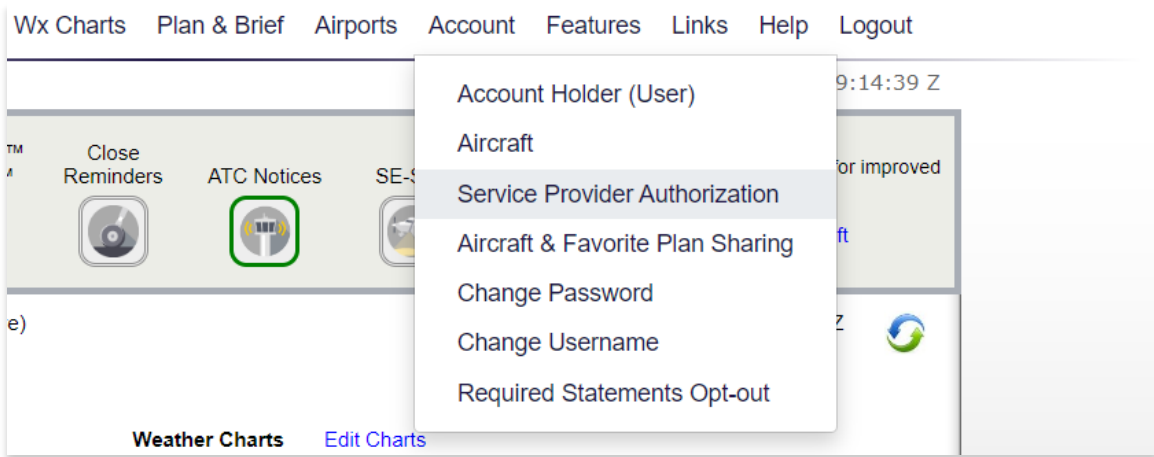 Wx Charts Plan & Brief Airports Account Features Links Help Logout
9:14:39 Z
Account Holder (User)
Aircraft
Service Provider Authorization
Aircraft & Favorite Plan Sharing
Change Password
Change Username
Required Statements Opt-out
TM
Close
Reminders
ATC Notices
SE-S
for improved
ft
e)
Z
Weather Charts Edit Charts